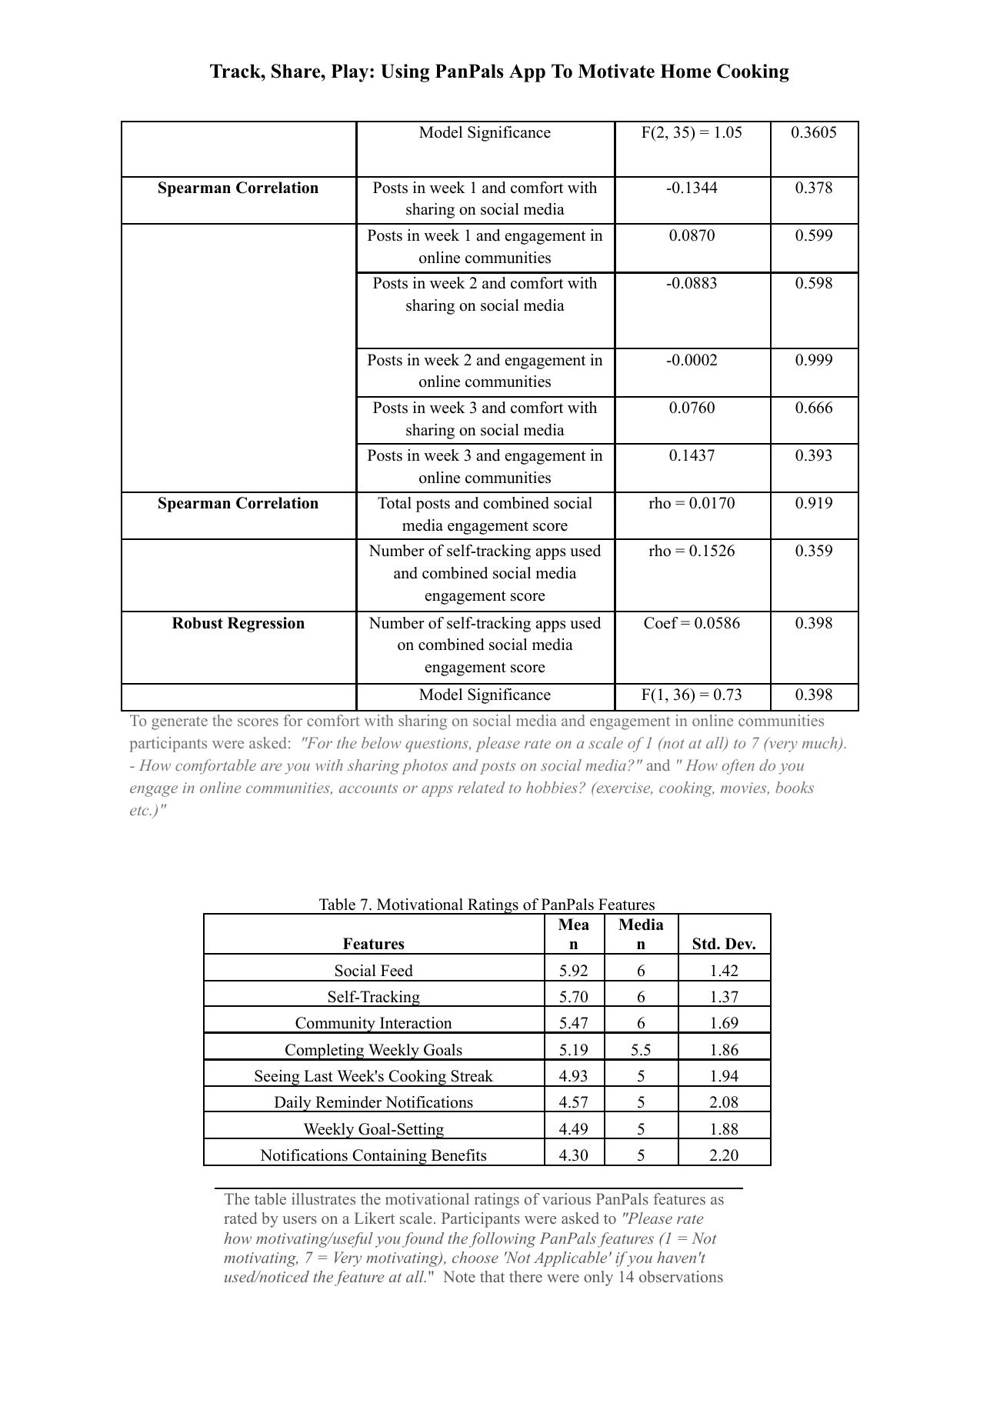 Track, Share, Play: Using PanPals App To Motivate Home Cooking
Model Significance F(2, 35) = 1.05 0.3605
Spearman Correlation Posts in week 1 and comfort with -0.1344 0.378
sharing on social media
Posts in week 1 and engagement in 0.0870 0.599
online communities
Posts in week 2 and comfort with -0.0883 0.598
sharing on social media
Posts in week 2 and engagement in -0.0002 0.999
online communities
Posts in week 3 and comfort with 0.0760 0.666
sharing on social media
Posts in week 3 and engagement in 0.1437 0.393
online communities
Spearman Correlation Total posts and combined social rho = 0.0170 0.919
media engagement score
Number of self-tracking apps used rho = 0.1526 0.359
and combined social media
engagement score
Robust Regression Number of self-tracking apps used Coef = 0.0586 0.398
on combined social media
engagement score
Model Significance F(1, 36) = 0.73 0.398
To generate the scores for comfort with sharing on social media and engagement in online communities
participants were asked: "For the below questions, please rate on a scale of 1 (not at all) to 7 (very much).
- How comfortable are you with sharing photos and posts on social media?" and " How often do you
engage in online communities, accounts or apps related to hobbies? (exercise, cooking, movies, books
etc.)"
Table 7. Motivational Ratings of PanPals Features
Mea Media
Features n n Std. Dev.
Social Feed 5.92 6 1.42
Self-Tracking 5.70 6 1.37
Community Interaction 5.47 6 1.69
Completing Weekly Goals 5.19 5.5 1.86
Seeing Last Week's Cooking Streak 4.93 5 1.94
Daily Reminder Notifications 4.57 5 2.08
Weekly Goal-Setting 4.49 5 1.88
Notifications Containing Benefits 4.30 5 2.20
The table illustrates the motivational ratings of various PanPals features as
rated by users on a Likert scale. Participants were asked to "Please rate
how motivating/useful you found the following PanPals features (1 = Not
motivating, 7 = Very motivating), choose 'Not Applicable' if you haven't
used/noticed the feature at all." Note that there were only 14 observations